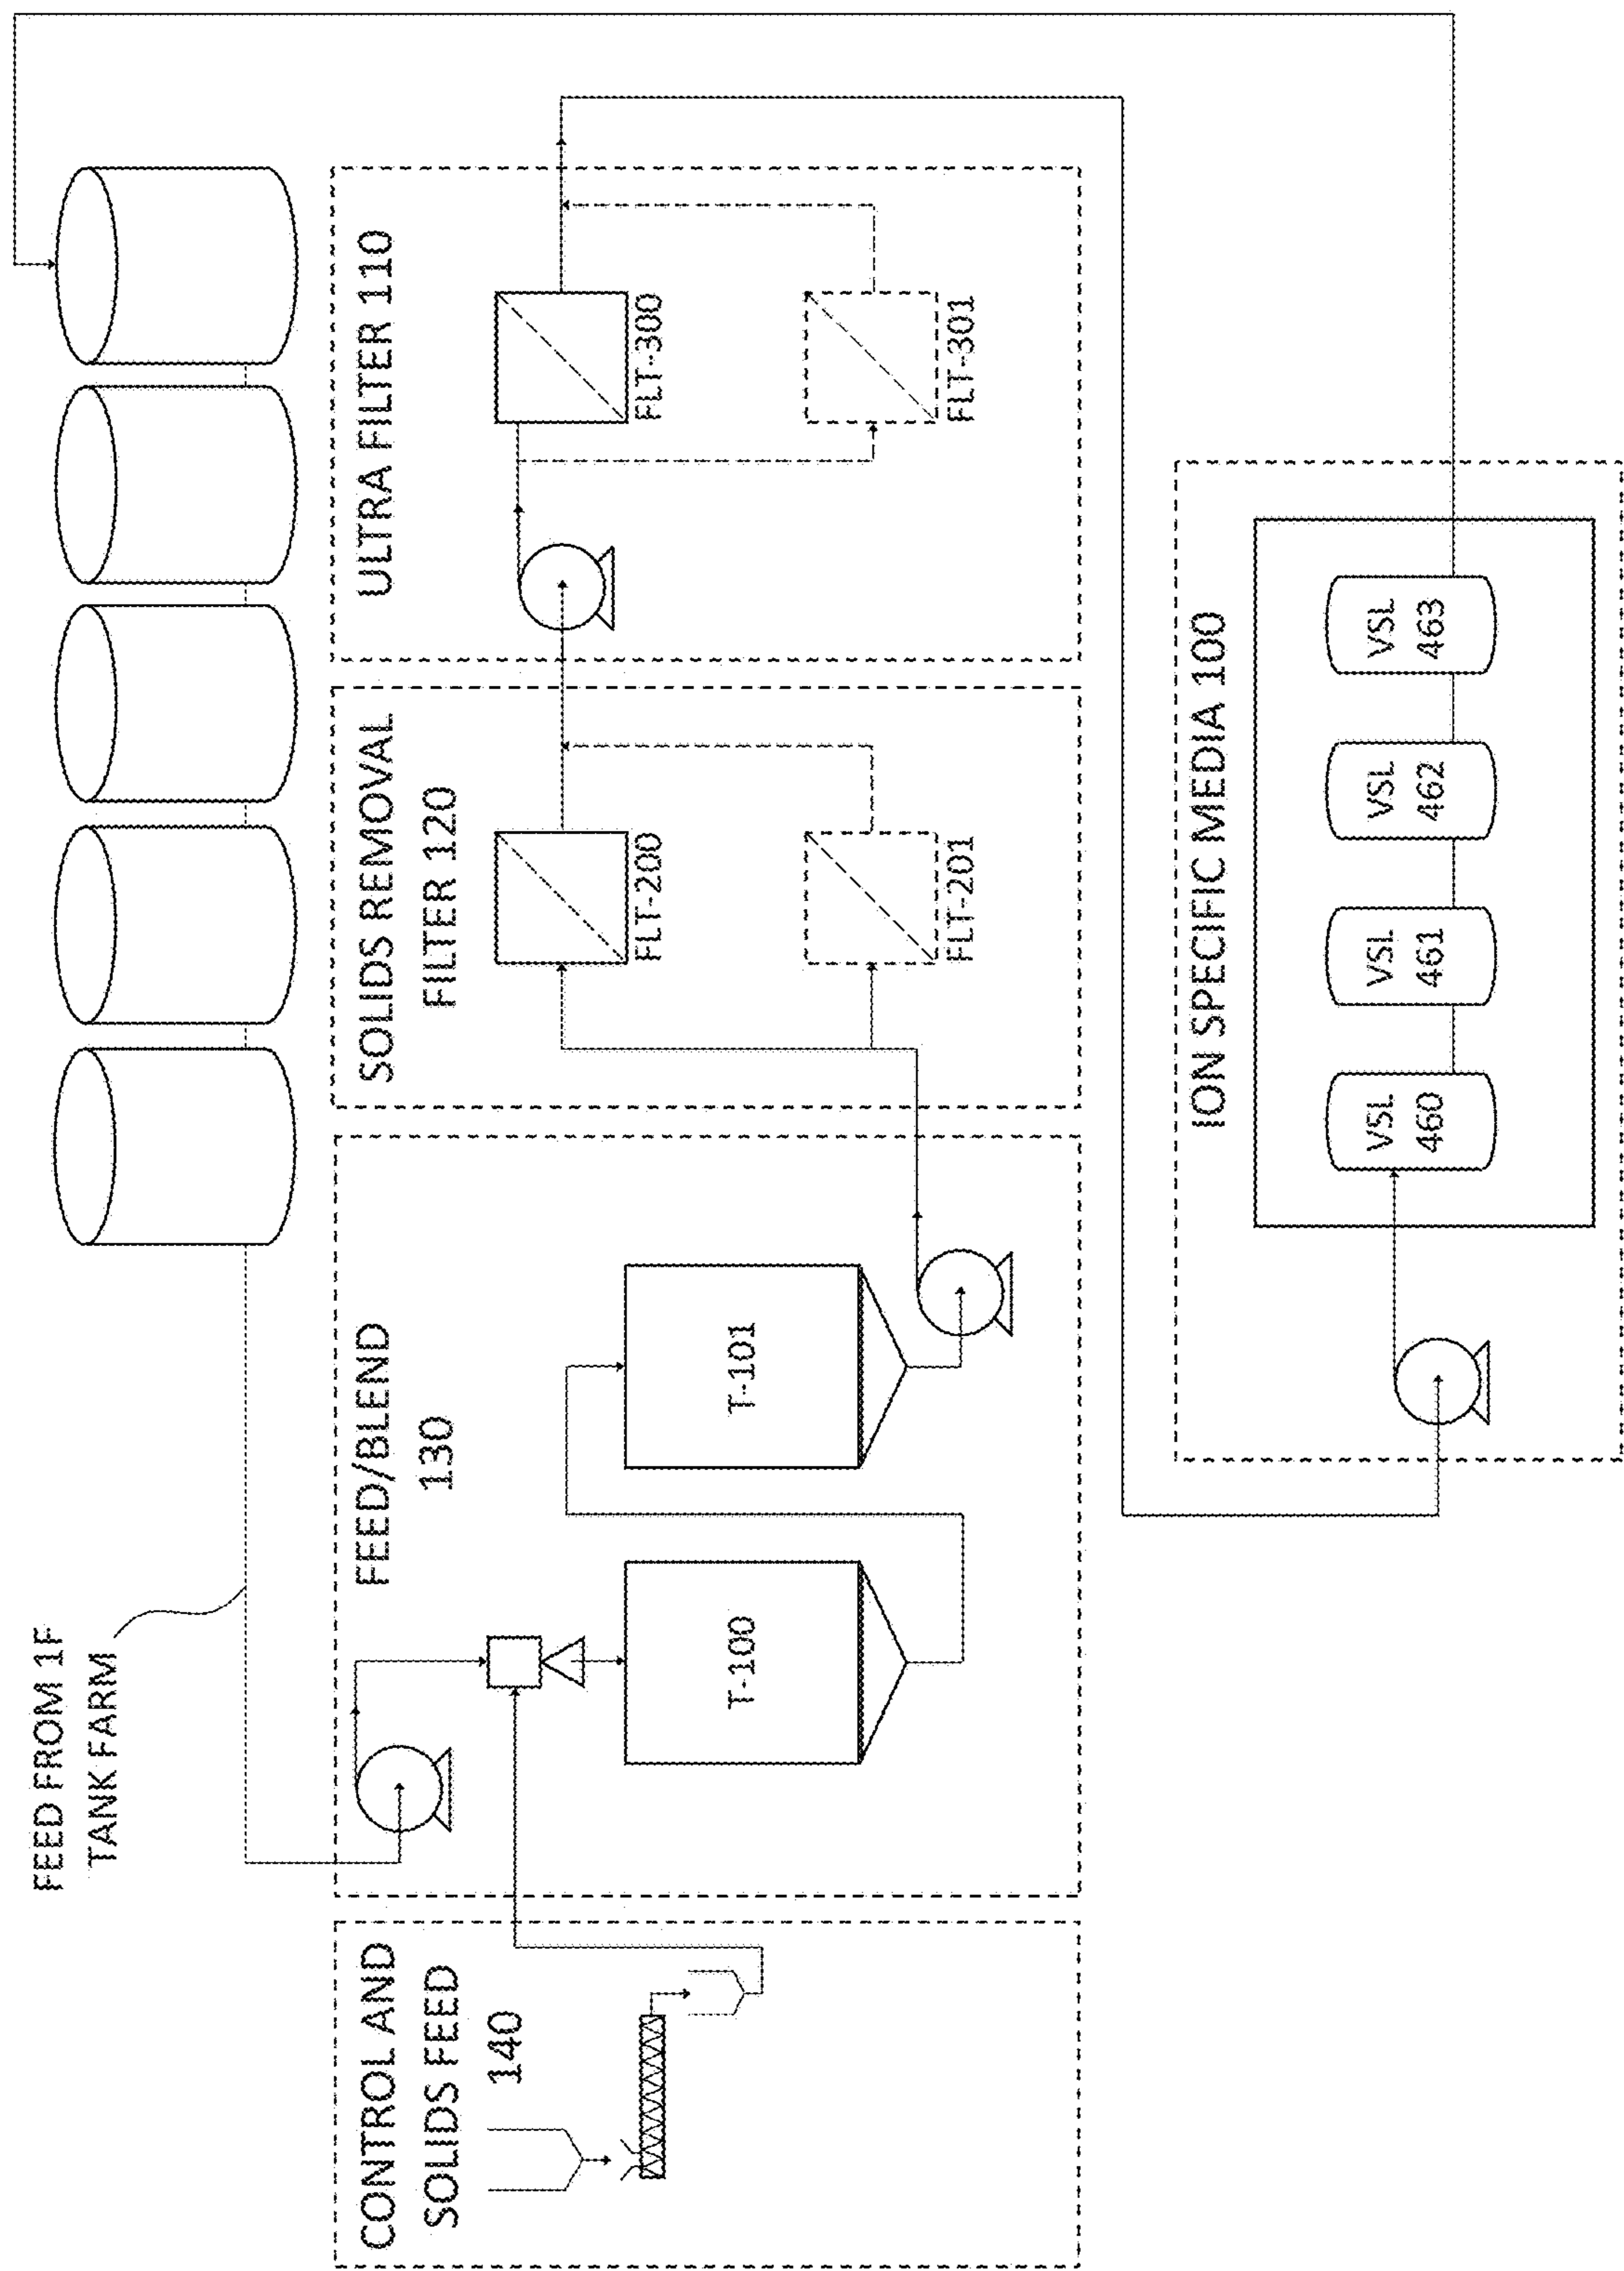 FEED FROM 1F
TANK FARM
CONTROL AND
SOLIDS FEED
140
FEED/BLEND
130
T-100
T-101
SOLIDS REMOVAL
FILTER 120
FLT-200
FLT-201
ULTRA FILTER 110
FLT-300
FLT-301
ION SPECIFIC MEDIA 100
VSL
460
VSL
461
VSL
462
VSL
463